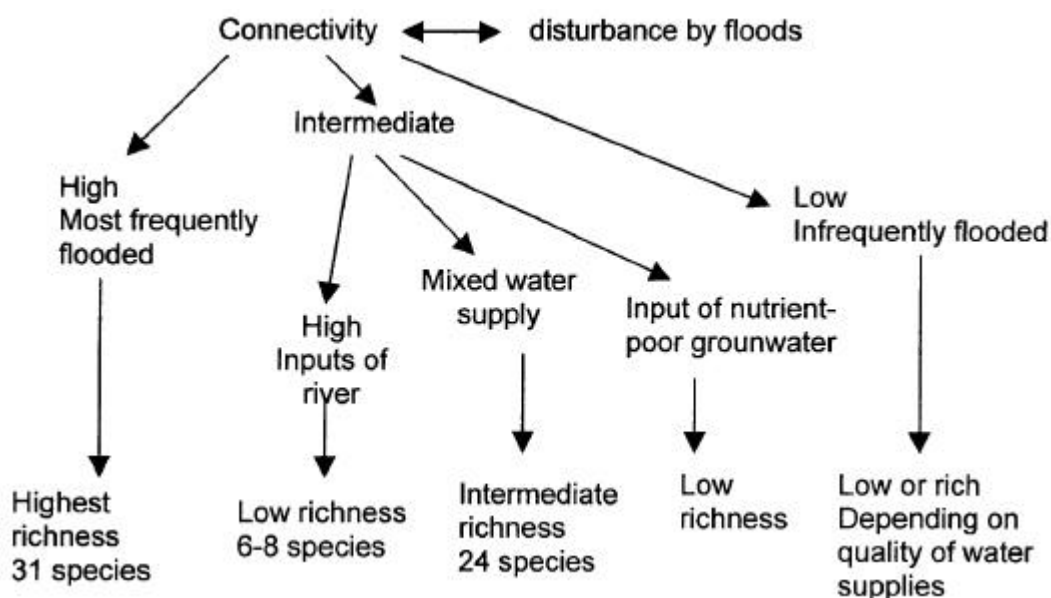 Connectivity
disturbance by floods
Intermediate
High
Most frequently
flooded
Low
Infrequently flooded
Mixed water
supply
High
Inputs of
river
Input of nutrient-
poor grounwater
Highest
richness
31 species
Low richness
6-8 species
Intermediate
richness
24 species
Low
richness
Low or rich
Depending on
quality of water
supplies